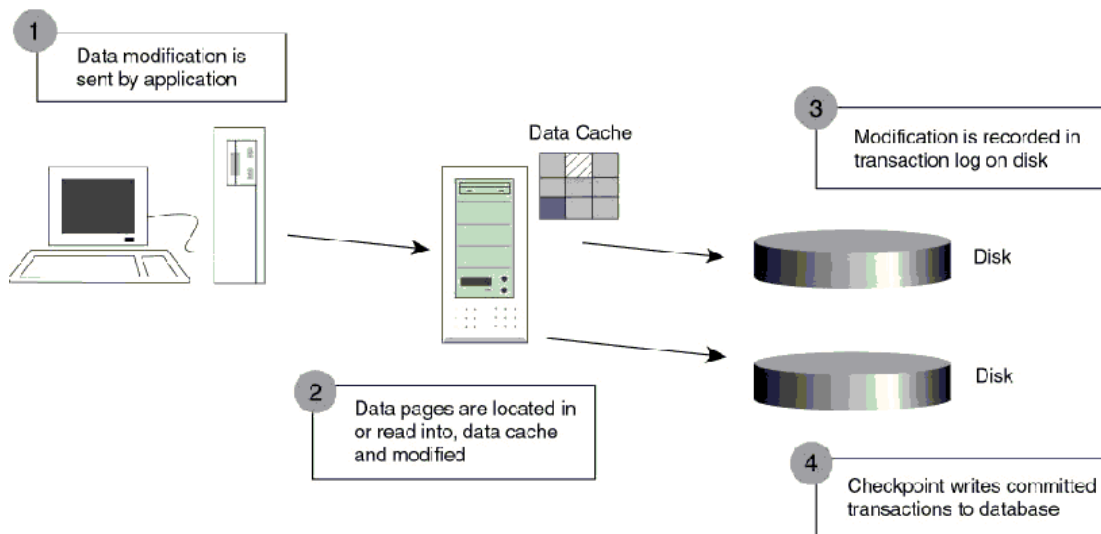 1
Data modification is
sent by application
Data Cache
3
Modification is recorded in
transaction log on disk
Disk
2
Data pages are located in
or read into, data cache
and modified
Disk
4
Checkpoint writes committed
transactions to database